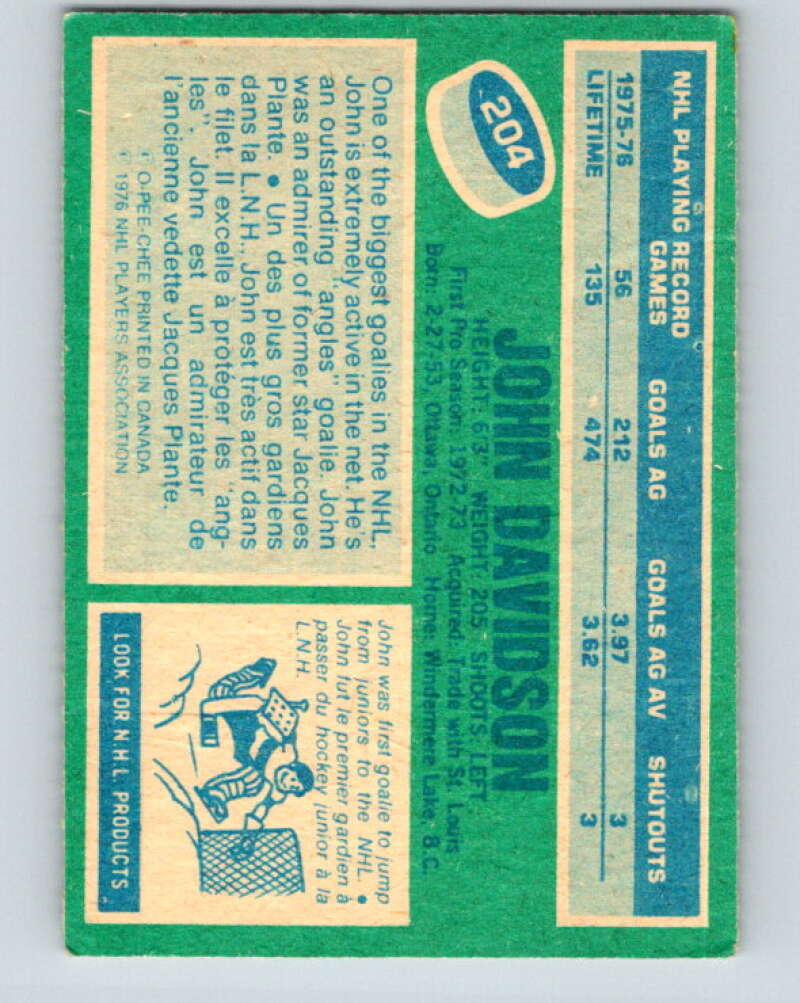 NHL PLAYING RECORD
GAMES GOALS AG GOALS AG AV SHUTOUTS
1975-76 56 212 3.97 3
LIFETIME 135 474 3.62 3
204
JOHN DAVIDSON
HEIGHT: 6'3" WEIGHT: 205 SHOOTS: LEFT
First Pro Season: 1972-73 Acquired: Trade with St. Louis
Born: 2-27-53, Ottawa, Ontario Home: Windermere Lake, B.C.
One of the biggest goalies in the NHL,
John is extremely active in the net. He's
an outstanding "angles" goalie. John
was an admirer of former star Jacques
Plante. • Un des plus gros gardiens
dans la L.N.H., John est très actif dans
le filet. Il excelle à protéger les "ang-
les". John est un admirateur de
l'ancienne vedette Jacques Plante.
© O-PEE-CHEE PRINTED IN CANADA
© 1976 NHL PLAYERS ASSOCIATION
John was first goalie to jump
from juniors to the NHL. •
John fut le premier gardien à
passer du hockey junior à la
L.N.H.
LOOK FOR N.H.L. PRODUCTS